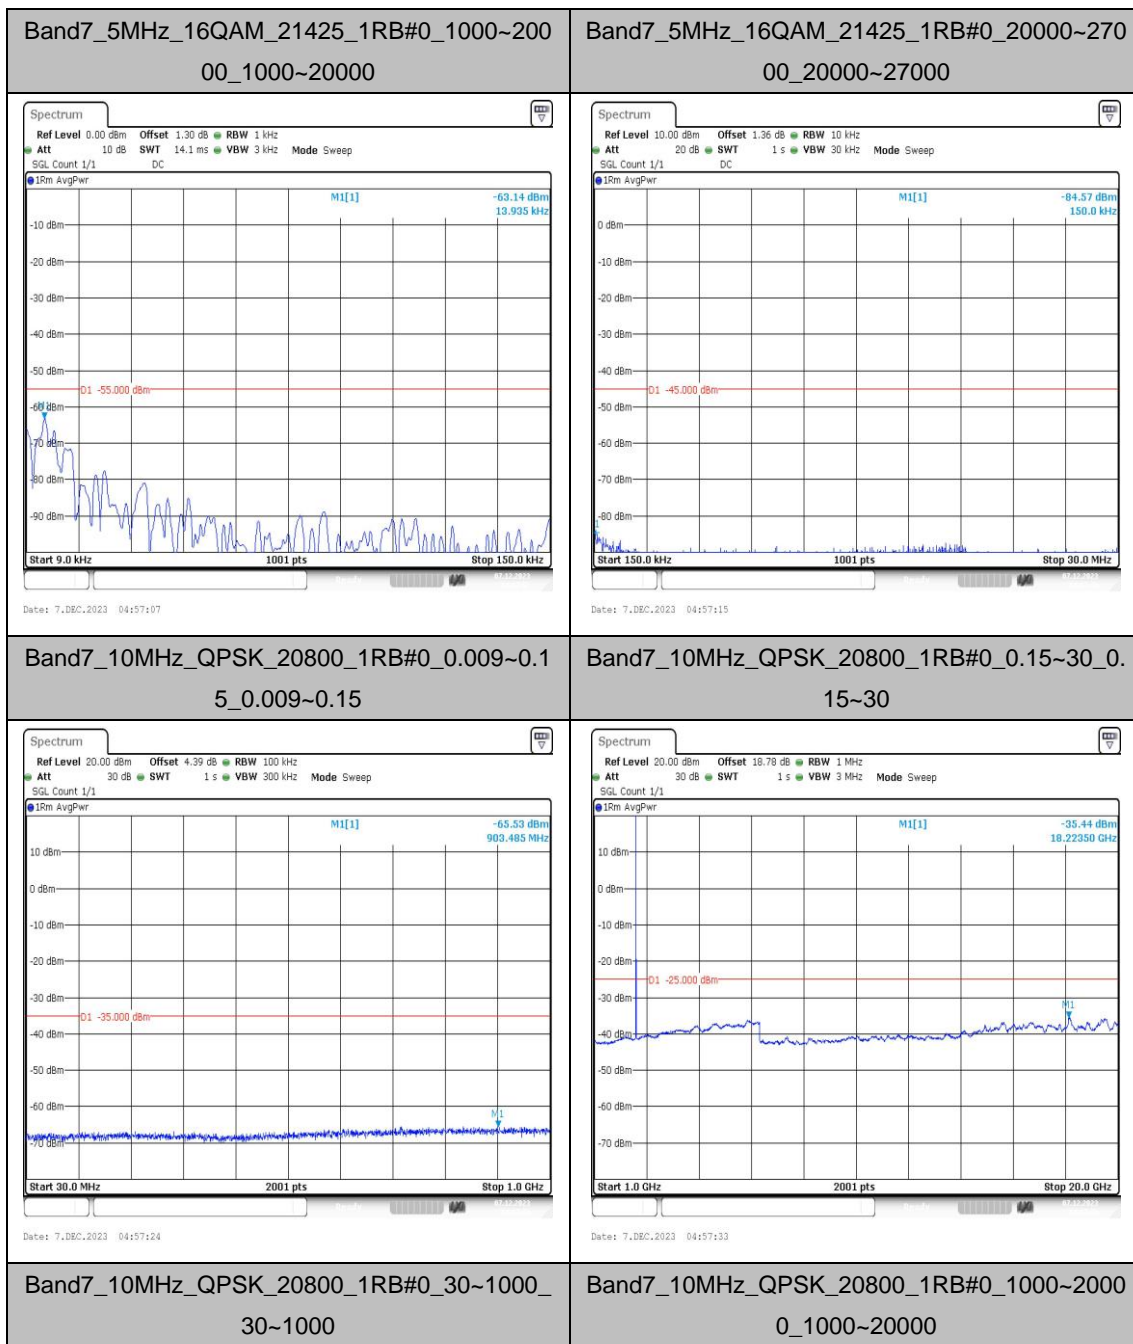 Band7_5MHz_16QAM_21425_1RB#0_1000~200
00_1000~20000
Band7_5MHz_16QAM_21425_1RB#0_20000~270
00_20000~27000
Spectrum
Ref Level 0.00 dBm Offset 1.30 dB RBW 1 kHz
Att 10 dB SWT 14.1 ms VBW 3 kHz Mode Sweep
SGL Count 1/1 DC
1Rm AvgPwr
M1[1] -63.14 dBm
13.935 kHz
-10 dBm
-20 dBm
-30 dBm
-40 dBm
-50 dBm
D1 -55.000 dBm
-60 dBm
-70 dBm
-80 dBm
-90 dBm
Start 9.0 kHz 1001 pts Stop 150.0 kHz
Date: 7.DEC.2023 04:57:07
Spectrum
Ref Level 10.00 dBm Offset 1.36 dB RBW 10 kHz
Att 20 dB SWT 1 s VBW 30 kHz Mode Sweep
SGL Count 1/1 DC
1Rm AvgPwr
M1[1] -84.57 dBm
150.0 kHz
0 dBm
-10 dBm
-20 dBm
-30 dBm
-40 dBm
D1 -45.000 dBm
-50 dBm
-60 dBm
-70 dBm
-80 dBm
Start 150.0 kHz 1001 pts Stop 30.0 MHz
Date: 7.DEC.2023 04:57:15
Band7_10MHz_QPSK_20800_1RB#0_0.009~0.1
5_0.009~0.15
Band7_10MHz_QPSK_20800_1RB#0_0.15~30_0.
15~30
Spectrum
Ref Level 20.00 dBm Offset 4.39 dB RBW 100 kHz
Att 30 dB SWT 1 s VBW 300 kHz Mode Sweep
SGL Count 1/1
1Rm AvgPwr
M1[1] -65.53 dBm
903.485 MHz
10 dBm
0 dBm
-10 dBm
-20 dBm
-30 dBm
D1 -35.000 dBm
-40 dBm
-50 dBm
-60 dBm
M1
-70 dBm
Start 30.0 MHz 2001 pts Stop 1.0 GHz
Date: 7.DEC.2023 04:57:24
Spectrum
Ref Level 20.00 dBm Offset 18.78 dB RBW 1 MHz
Att 30 dB SWT 1 s VBW 3 MHz Mode Sweep
SGL Count 1/1
1Rm AvgPwr
M1[1] -35.44 dBm
18.22350 GHz
10 dBm
0 dBm
-10 dBm
-20 dBm
D1 -25.000 dBm
-30 dBm
M1
-40 dBm
-50 dBm
-60 dBm
-70 dBm
Start 1.0 GHz 2001 pts Stop 20.0 GHz
Date: 7.DEC.2023 04:57:33
Band7_10MHz_QPSK_20800_1RB#0_30~1000_
30~1000
Band7_10MHz_QPSK_20800_1RB#0_1000~2000
0_1000~20000